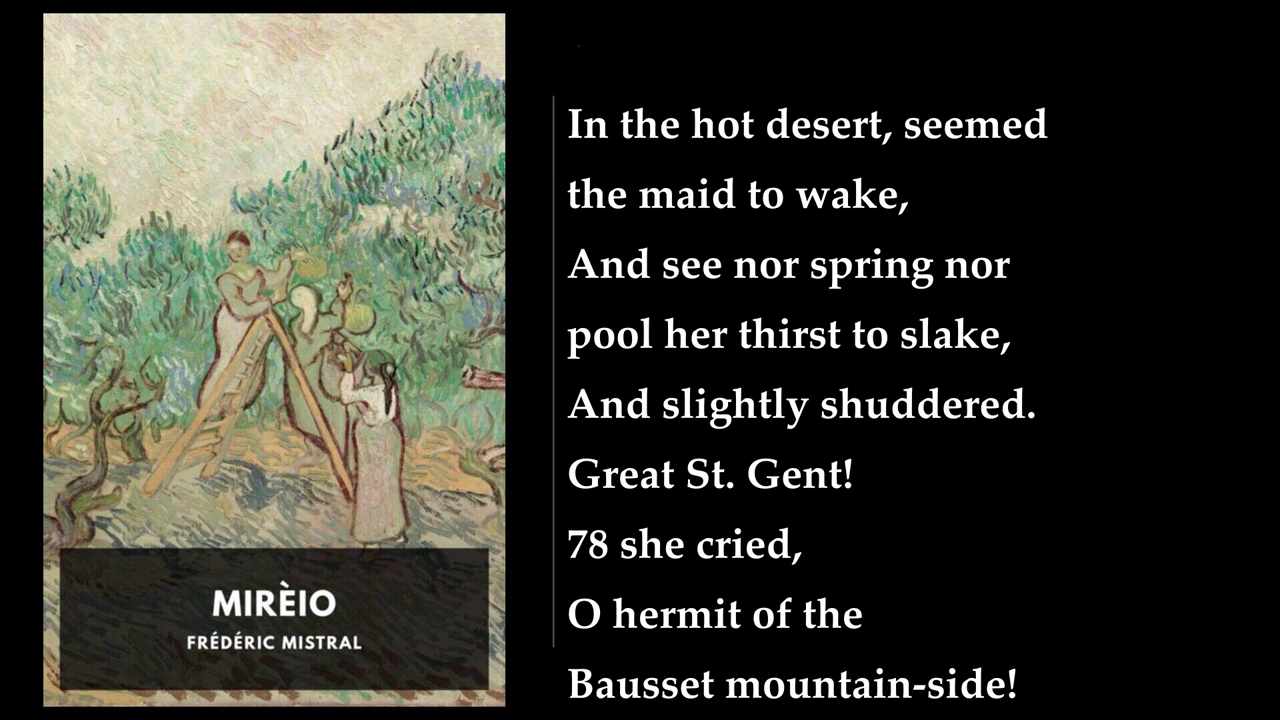 MIRÈIO
FRÉDÉRIC MISTRAL
In the hot desert, seemed
the maid to wake,
And see nor spring nor
pool her thirst to slake,
And slightly shuddered.
Great St. Gent!
78 she cried,
O hermit of the
Bausset mountain-side!